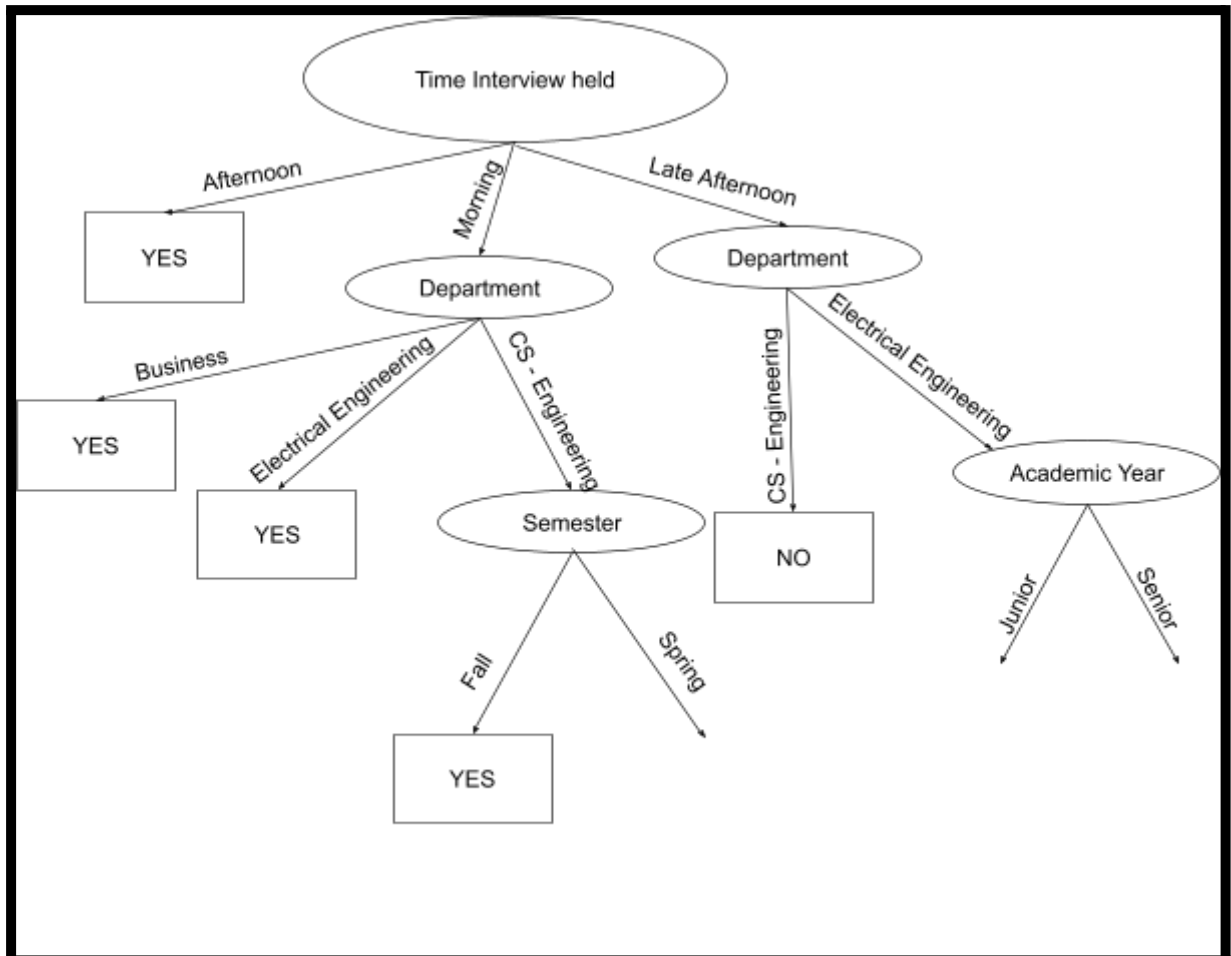 Time Interview held
Afternoon
Morning
Late Afternoon
YES
Department
Department
Business
Electrical Engineering
CS - Engineering
CS - Engineering
Electrical Engineering
YES
YES
Semester
NO
Academic Year
Fall
Spring
Junior
Senior
YES